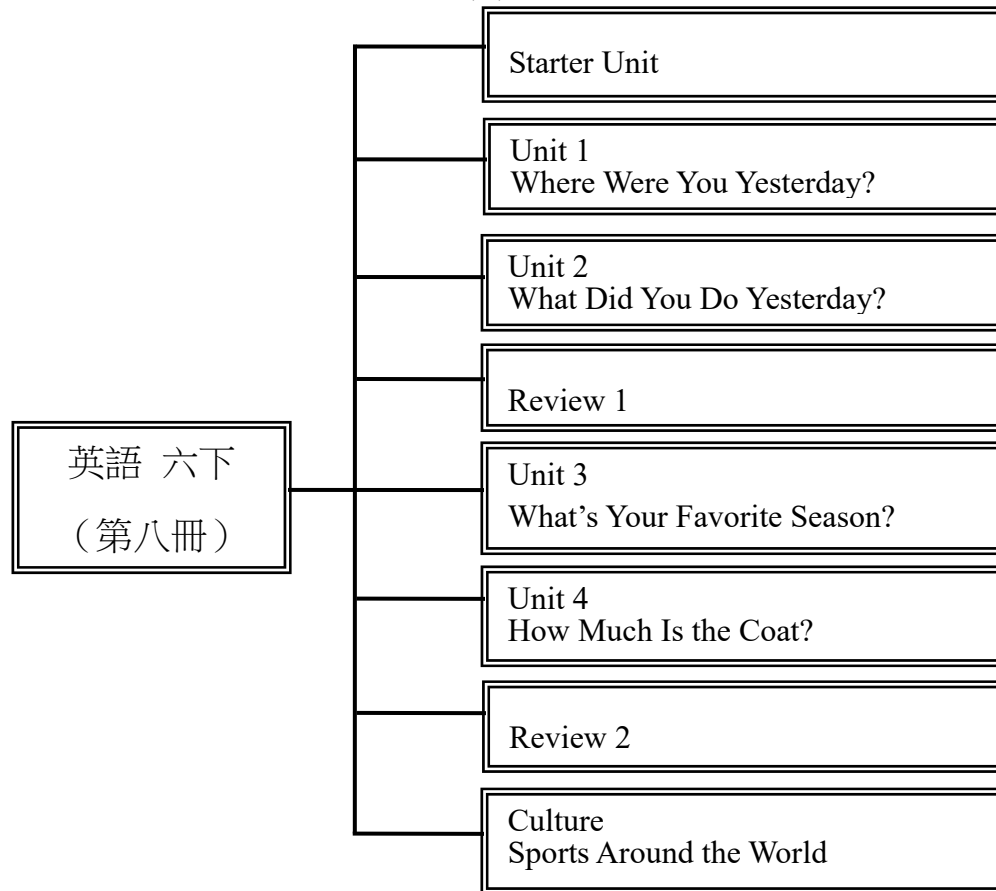 Starter Unit
Unit 1
Where Were You Yesterday?
Unit 2
What Did You Do Yesterday?
Review 1
英語 六下
（第八冊）
Unit 3
What’s Your Favorite Season?
Unit 4
How Much Is the Coat?
Review 2
Culture
Sports Around the World